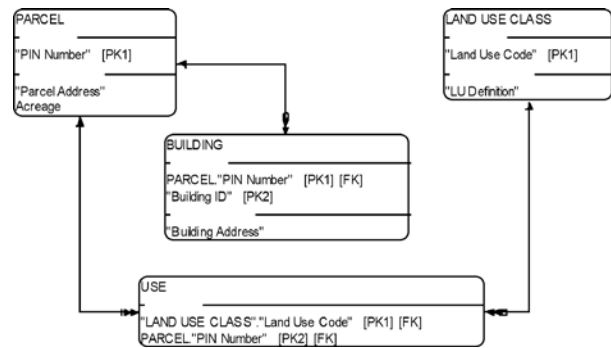 PARCEL
"PIN Number" [PK1]
"Parcel Address"
Acreage
LAND USE CLASS
"Land Use Code" [PK1]
"LU Definition"
BUILDING
PARCEL."PIN Number" [PK1] [FK]
"Building ID" [PK2]
"Building Address"
USE
"LAND USE CLASS"."Land Use Code" [PK1] [FK]
PARCEL."PIN Number" [PK2] [FK]